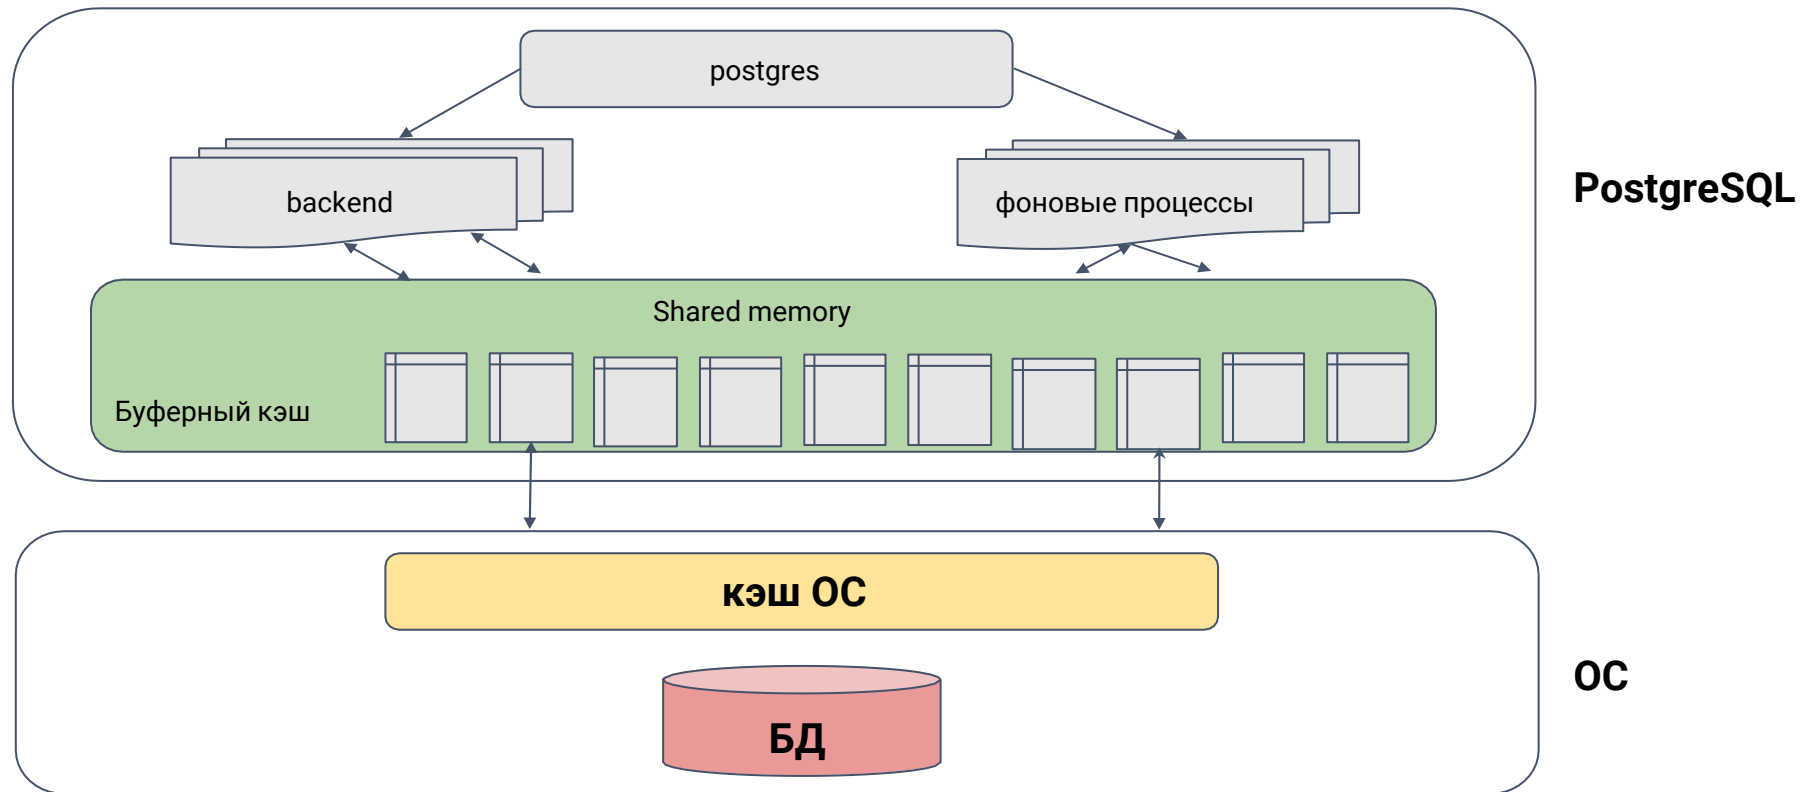 postgres
backend
фоновые процессы
PostgreSQL
Shared memory
Буферный кэш
кэш ОС
ОС
БД